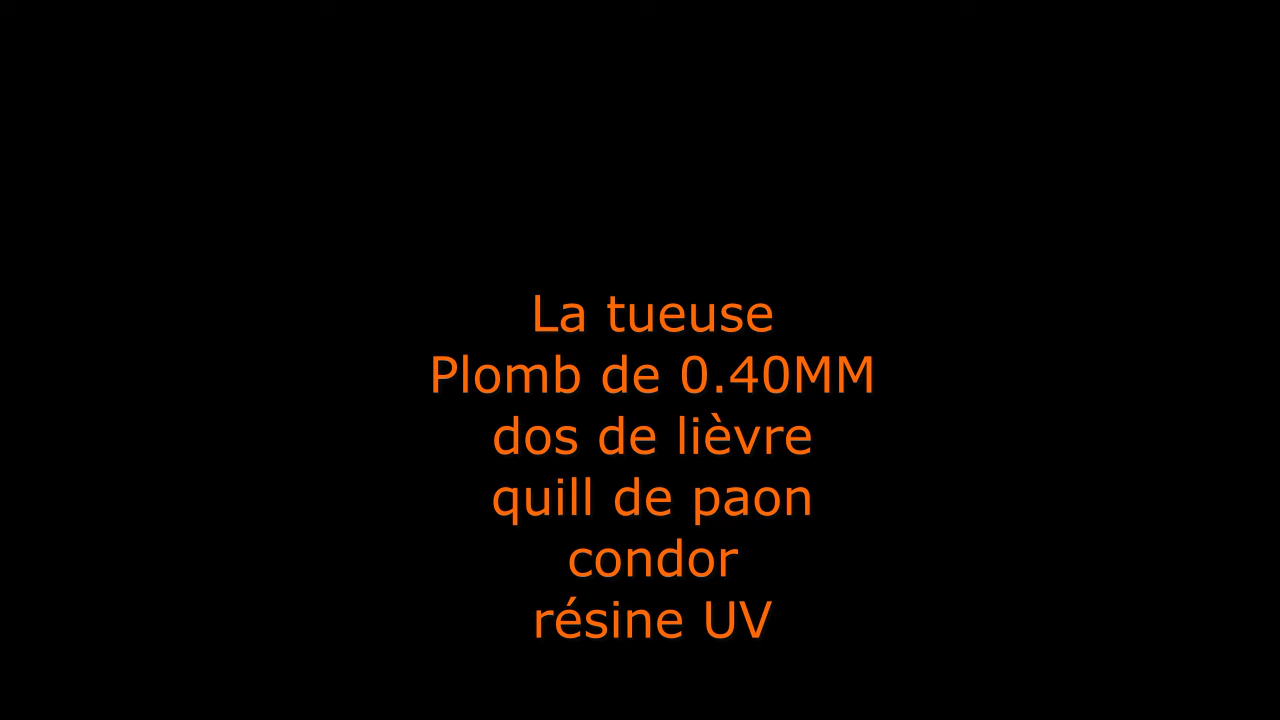 La tueuse
Plomb de 0.40MM
dos de lièvre
quill de paon
condor
résine UV